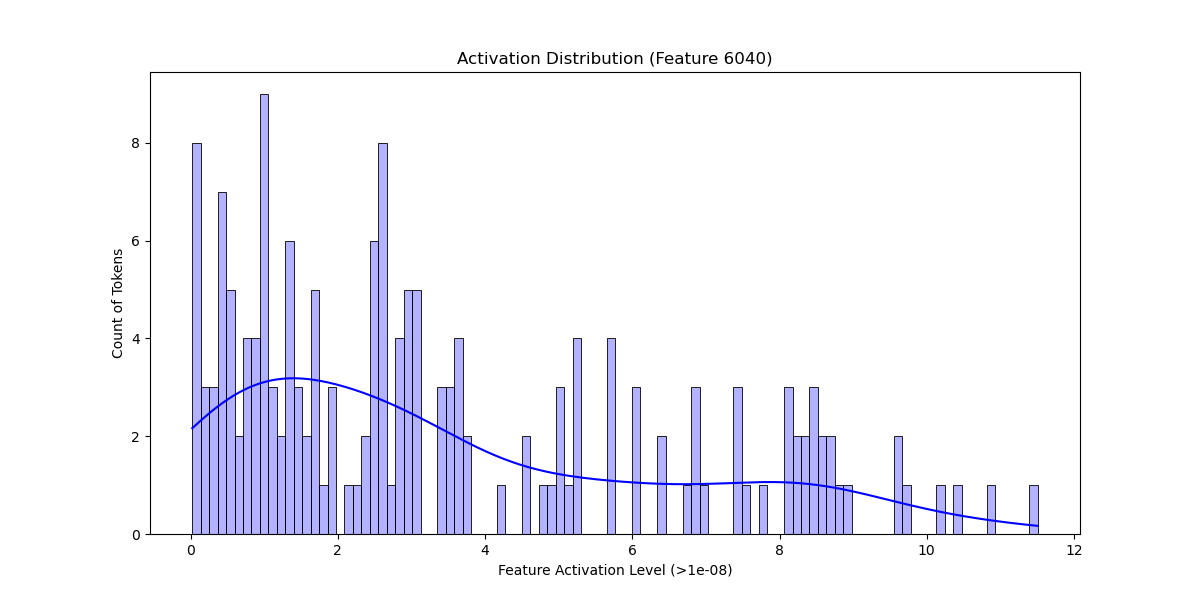 Activation Distribution (Feature 6040)
Count of Tokens
8
6
4
2
0
0 2 4 6 8 10 12
Feature Activation Level (>1e-08)